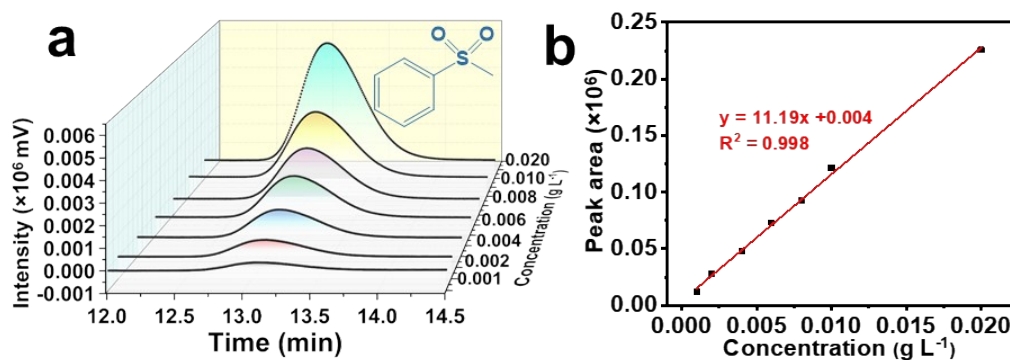 a
O O
S
0.006
0.005
0.004
0.003
0.002
0.001
0.000
-0.001
Intensity (×10⁶ mV)
12.0 12.5 13.0 13.5 14.0 14.5
Time (min)
0.020
0.010
0.008
0.006
0.004
0.002
0.001
Concentration (g L⁻¹)
b
0.25
0.20
0.15
0.10
0.05
0.00
Peak area (×10⁶)
y = 11.19x +0.004
R² = 0.998
0.000 0.005 0.010 0.015 0.020
Concentration (g L⁻¹)